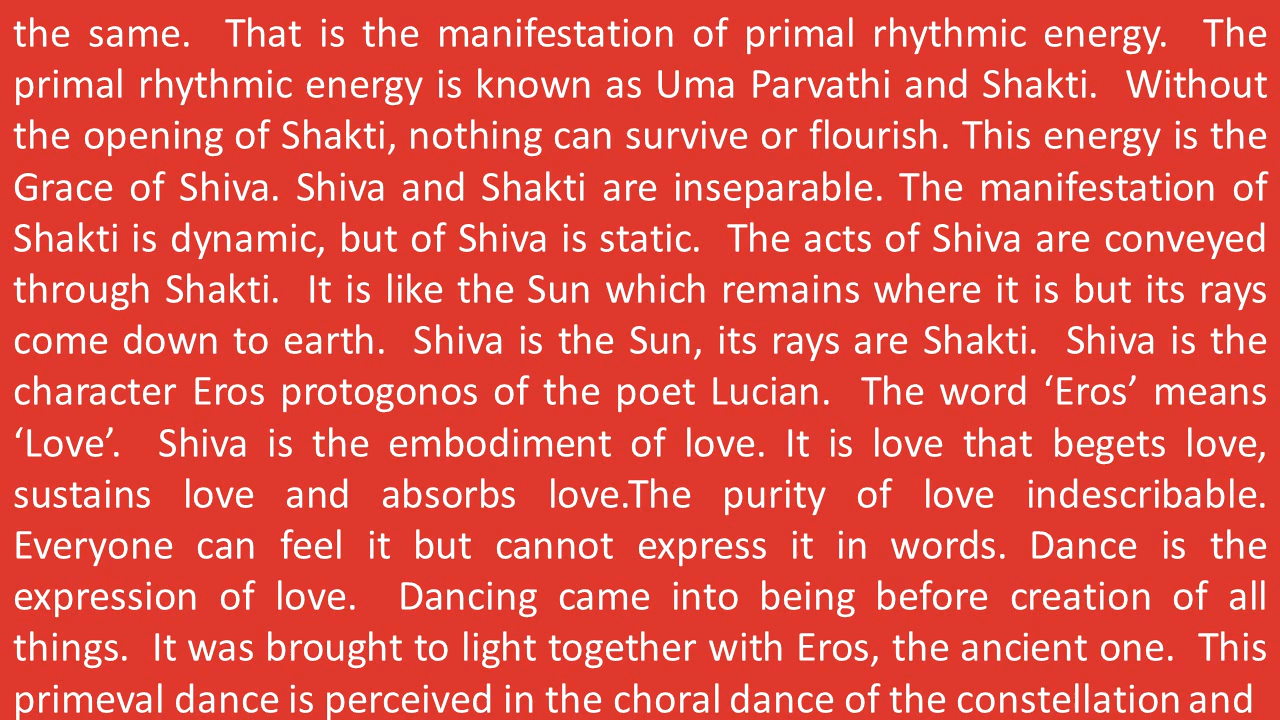 the same. That is the manifestation of primal rhythmic energy. The
primal rhythmic energy is known as Uma Parvathi and Shakti. Without
the opening of Shakti, nothing can survive or flourish. This energy is the
Grace of Shiva. Shiva and Shakti are inseparable. The manifestation of
Shakti is dynamic, but of Shiva is static. The acts of Shiva are conveyed
through Shakti. It is like the Sun which remains where it is but its rays
come down to earth. Shiva is the Sun, its rays are Shakti. Shiva is the
character Eros protogonos of the poet Lucian. The word ‘Eros’ means
‘Love’. Shiva is the embodiment of love. It is love that begets love,
sustains love and absorbs love.The purity of love indescribable.
Everyone can feel it but cannot express it in words. Dance is the
expression of love. Dancing came into being before creation of all
things. It was brought to light together with Eros, the ancient one. This
primeval dance is perceived in the choral dance of the constellation and